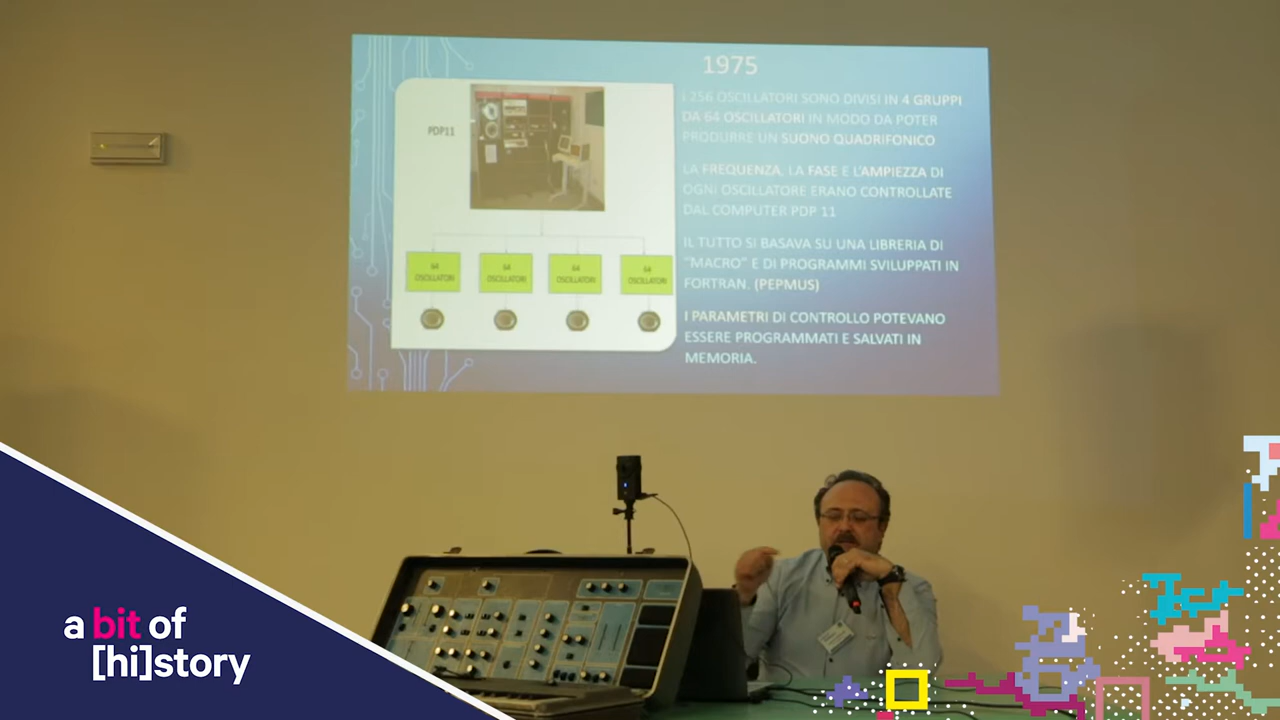 1975
I 256 OSCILLATORI SONO DIVISI IN 4 GRUPPI
DA 64 OSCILLATORI IN MODO DA POTER
PRODURRE UN SUONO QUADRIFONICO
LA FREQUENZA, LA FASE E L'AMPIEZZA DI
OGNI OSCILLATORE ERANO CONTROLLATE
DAL COMPUTER PDP 11
IL TUTTO SI BASAVA SU UNA LIBRERIA DI
"MACRO" E DI PROGRAMMI SVILUPPATI IN
FORTRAN. (PEPMUS)
I PARAMETRI DI CONTROLLO POTEVANO
ESSERE PROGRAMMATI E SALVATI IN
MEMORIA.
PDP11
64
OSCILLATORI
64
OSCILLATORI
64
OSCILLATORI
64
OSCILLATORI
a bit of
[hi]story